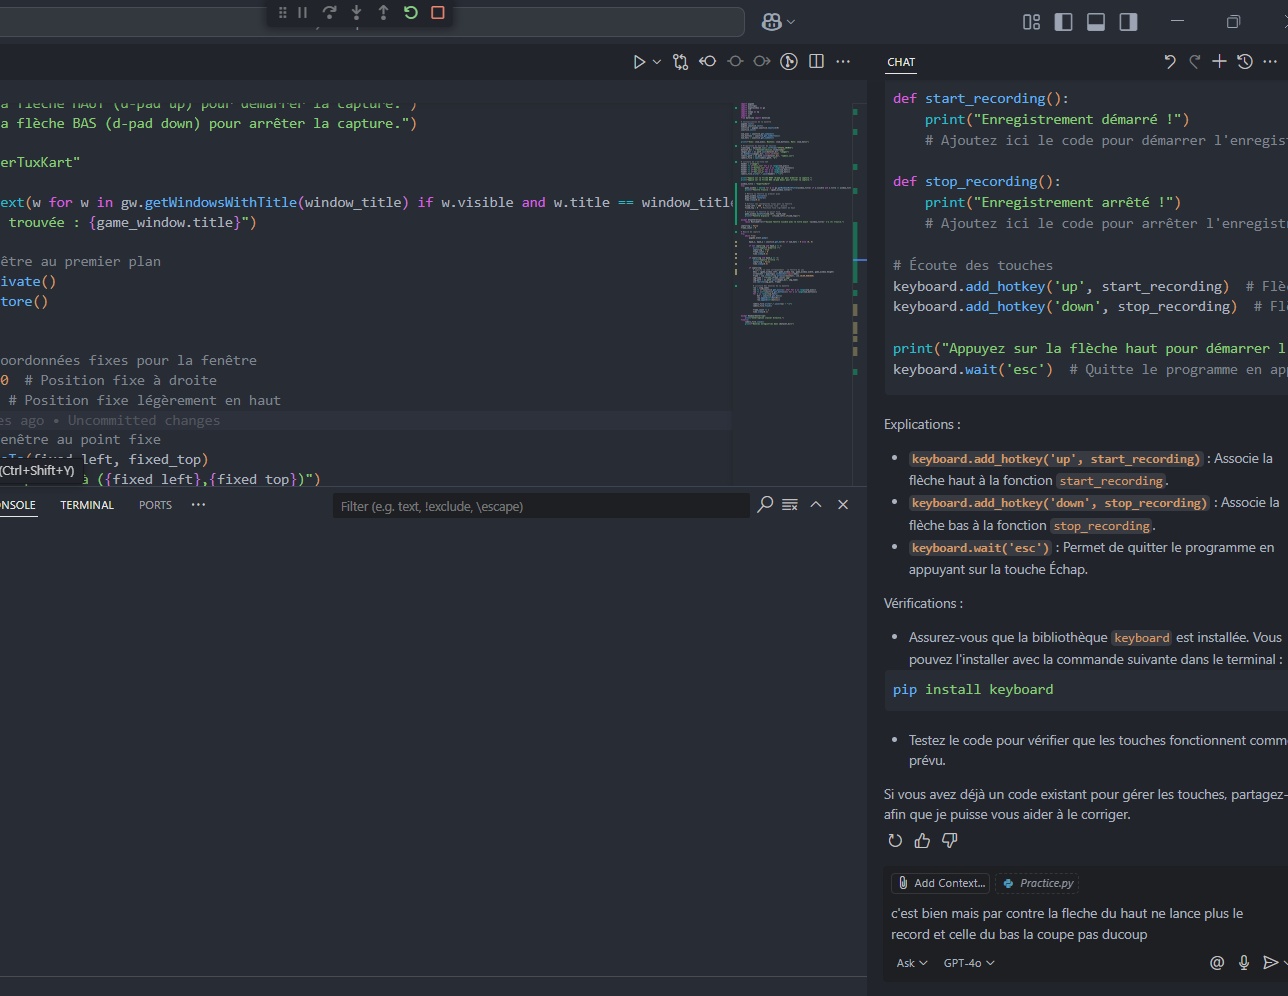 a flèche HAUT (d-pad up) pour démarrer la capture.")
a flèche BAS (d-pad down) pour arrêter la capture.")
erTuxKart"
ext(w for w in gw.getWindowsWithTitle(window_title) if w.visible and w.title == window_title
trouvée : {game_window.title}")
être au premier plan
ivate()
tore()
oordonnées fixes pour la fenêtre
0  # Position fixe à droite
# Position fixe légèrement en haut
es ago • Uncommitted changes
enêtre au point fixe
left, fixed_top)
(Ctrl+Shift+Y)
à ({fixed_left},{fixed_top})")
NSOLE
TERMINAL
PORTS
Filter (e.g. text, !exclude, \escape)
CHAT
def start_recording():
    print("Enregistrement démarré !")
    # Ajoutez ici le code pour démarrer l'enregist
def stop_recording():
    print("Enregistrement arrêté !")
    # Ajoutez ici le code pour arrêter l'enregistr
# Écoute des touches
keyboard.add_hotkey('up', start_recording)  # Flè
keyboard.add_hotkey('down', stop_recording)  # Fl
print("Appuyez sur la flèche haut pour démarrer l
keyboard.wait('esc')  # Quitte le programme en ap
Explications :
• keyboard.add_hotkey('up', start_recording) : Associe la
flèche haut à la fonction start_recording.
• keyboard.add_hotkey('down', stop_recording) : Associe la
flèche bas à la fonction stop_recording.
• keyboard.wait('esc') : Permet de quitter le programme en
appuyant sur la touche Échap.
Vérifications :
• Assurez-vous que la bibliothèque keyboard est installée. Vous
pouvez l'installer avec la commande suivante dans le terminal :
pip install keyboard
• Testez le code pour vérifier que les touches fonctionnent comm
prévu.
Si vous avez déjà un code existant pour gérer les touches, partagez-
afin que je puisse vous aider à le corriger.
Add Context...
Practice.py
c'est bien mais par contre la fleche du haut ne lance plus le
record et celle du bas la coupe pas ducoup
Ask
GPT-4o